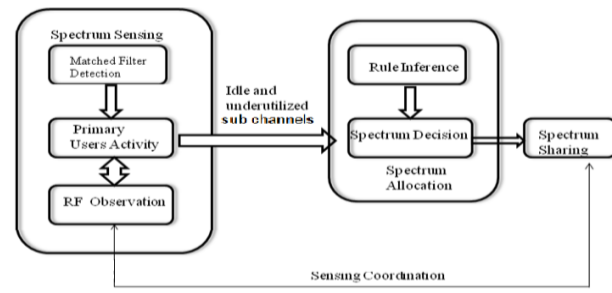 Spectrum Sensing
Matched Filter
Detection
Primary
Users Activity
RF Observation
Idle and
underutilized
sub channels
Rule Inference
Spectrum Decision
Spectrum
Allocation
Spectrum
Sharing
Sensing Coordination